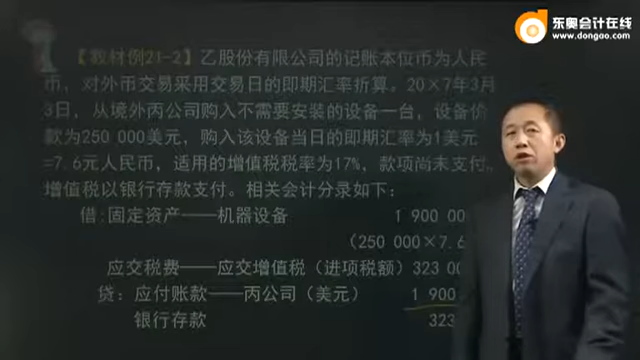 东奥会计在线
www.dongao.com
【教材例21-2】乙股份有限公司的记账本位币为人民
币，对外币交易采用交易日的即期汇率折算。20×7年3月
3日，从境外丙公司购入不需要安装的设备一台，设备价
款为250 000美元，购入该设备当日的即期汇率为1美元
=7.6元人民币，适用的增值税税率为17%，款项尚未支付，
增值税以银行存款支付。相关会计分录如下：
借：固定资产——机器设备 1 900 00
（250 000×7.6
应交税费——应交增值税（进项税额）323 00
贷：应付账款——丙公司（美元） 1 900
银行存款 323